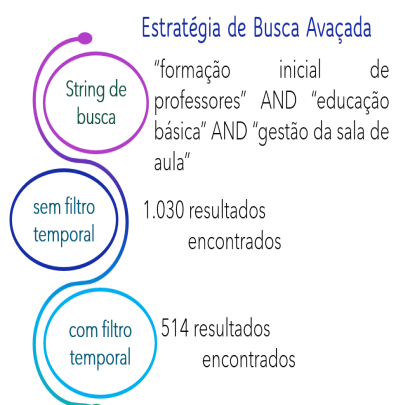 Estratégia de Busca Avaçada
String de
busca
“formação inicial de
professores” AND “educação
básica” AND “gestão da sala de
aula”
sem filtro
temporal
1.030 resultados
encontrados
com filtro
temporal
514 resultados
encontrados